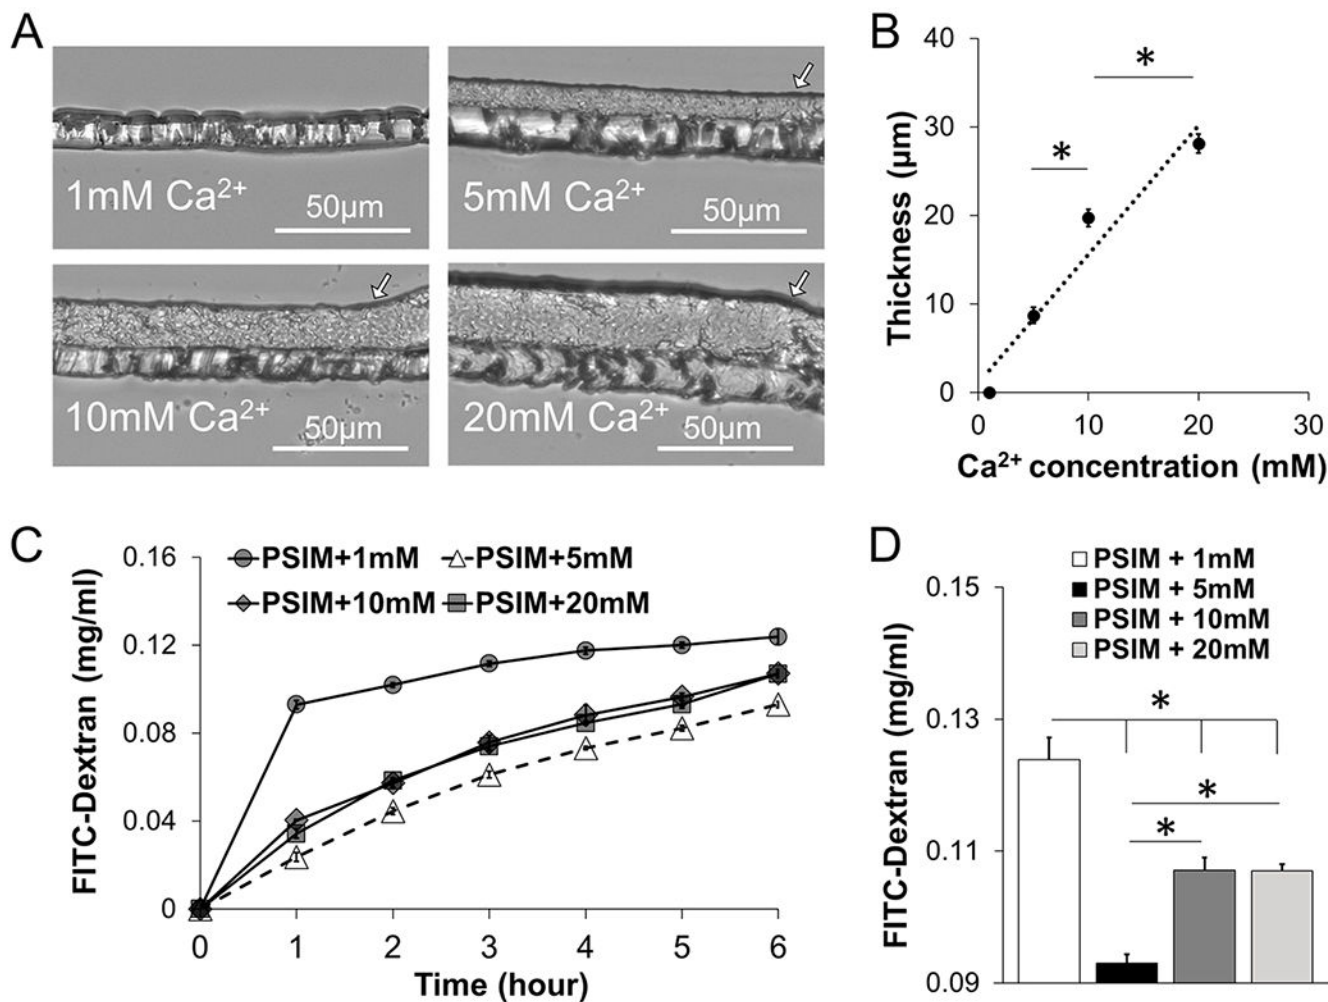 A
1mM Ca²⁺
50μm
5mM Ca²⁺
50μm
10mM Ca²⁺
50μm
20mM Ca²⁺
50μm
B
40
30
20
10
0
*
*
Thickness (μm)
0
10
20
30
Ca²⁺ concentration (mM)
C
PSIM+1mM
PSIM+5mM
PSIM+10mM
PSIM+20mM
0.16
0.12
0.08
0.04
0
FITC-Dextran (mg/ml)
0
1
2
3
4
5
6
Time (hour)
D
PSIM + 1mM
PSIM + 5mM
PSIM + 10mM
PSIM + 20mM
0.15
0.13
0.11
0.09
FITC-Dextran (mg/ml)
*
*
*